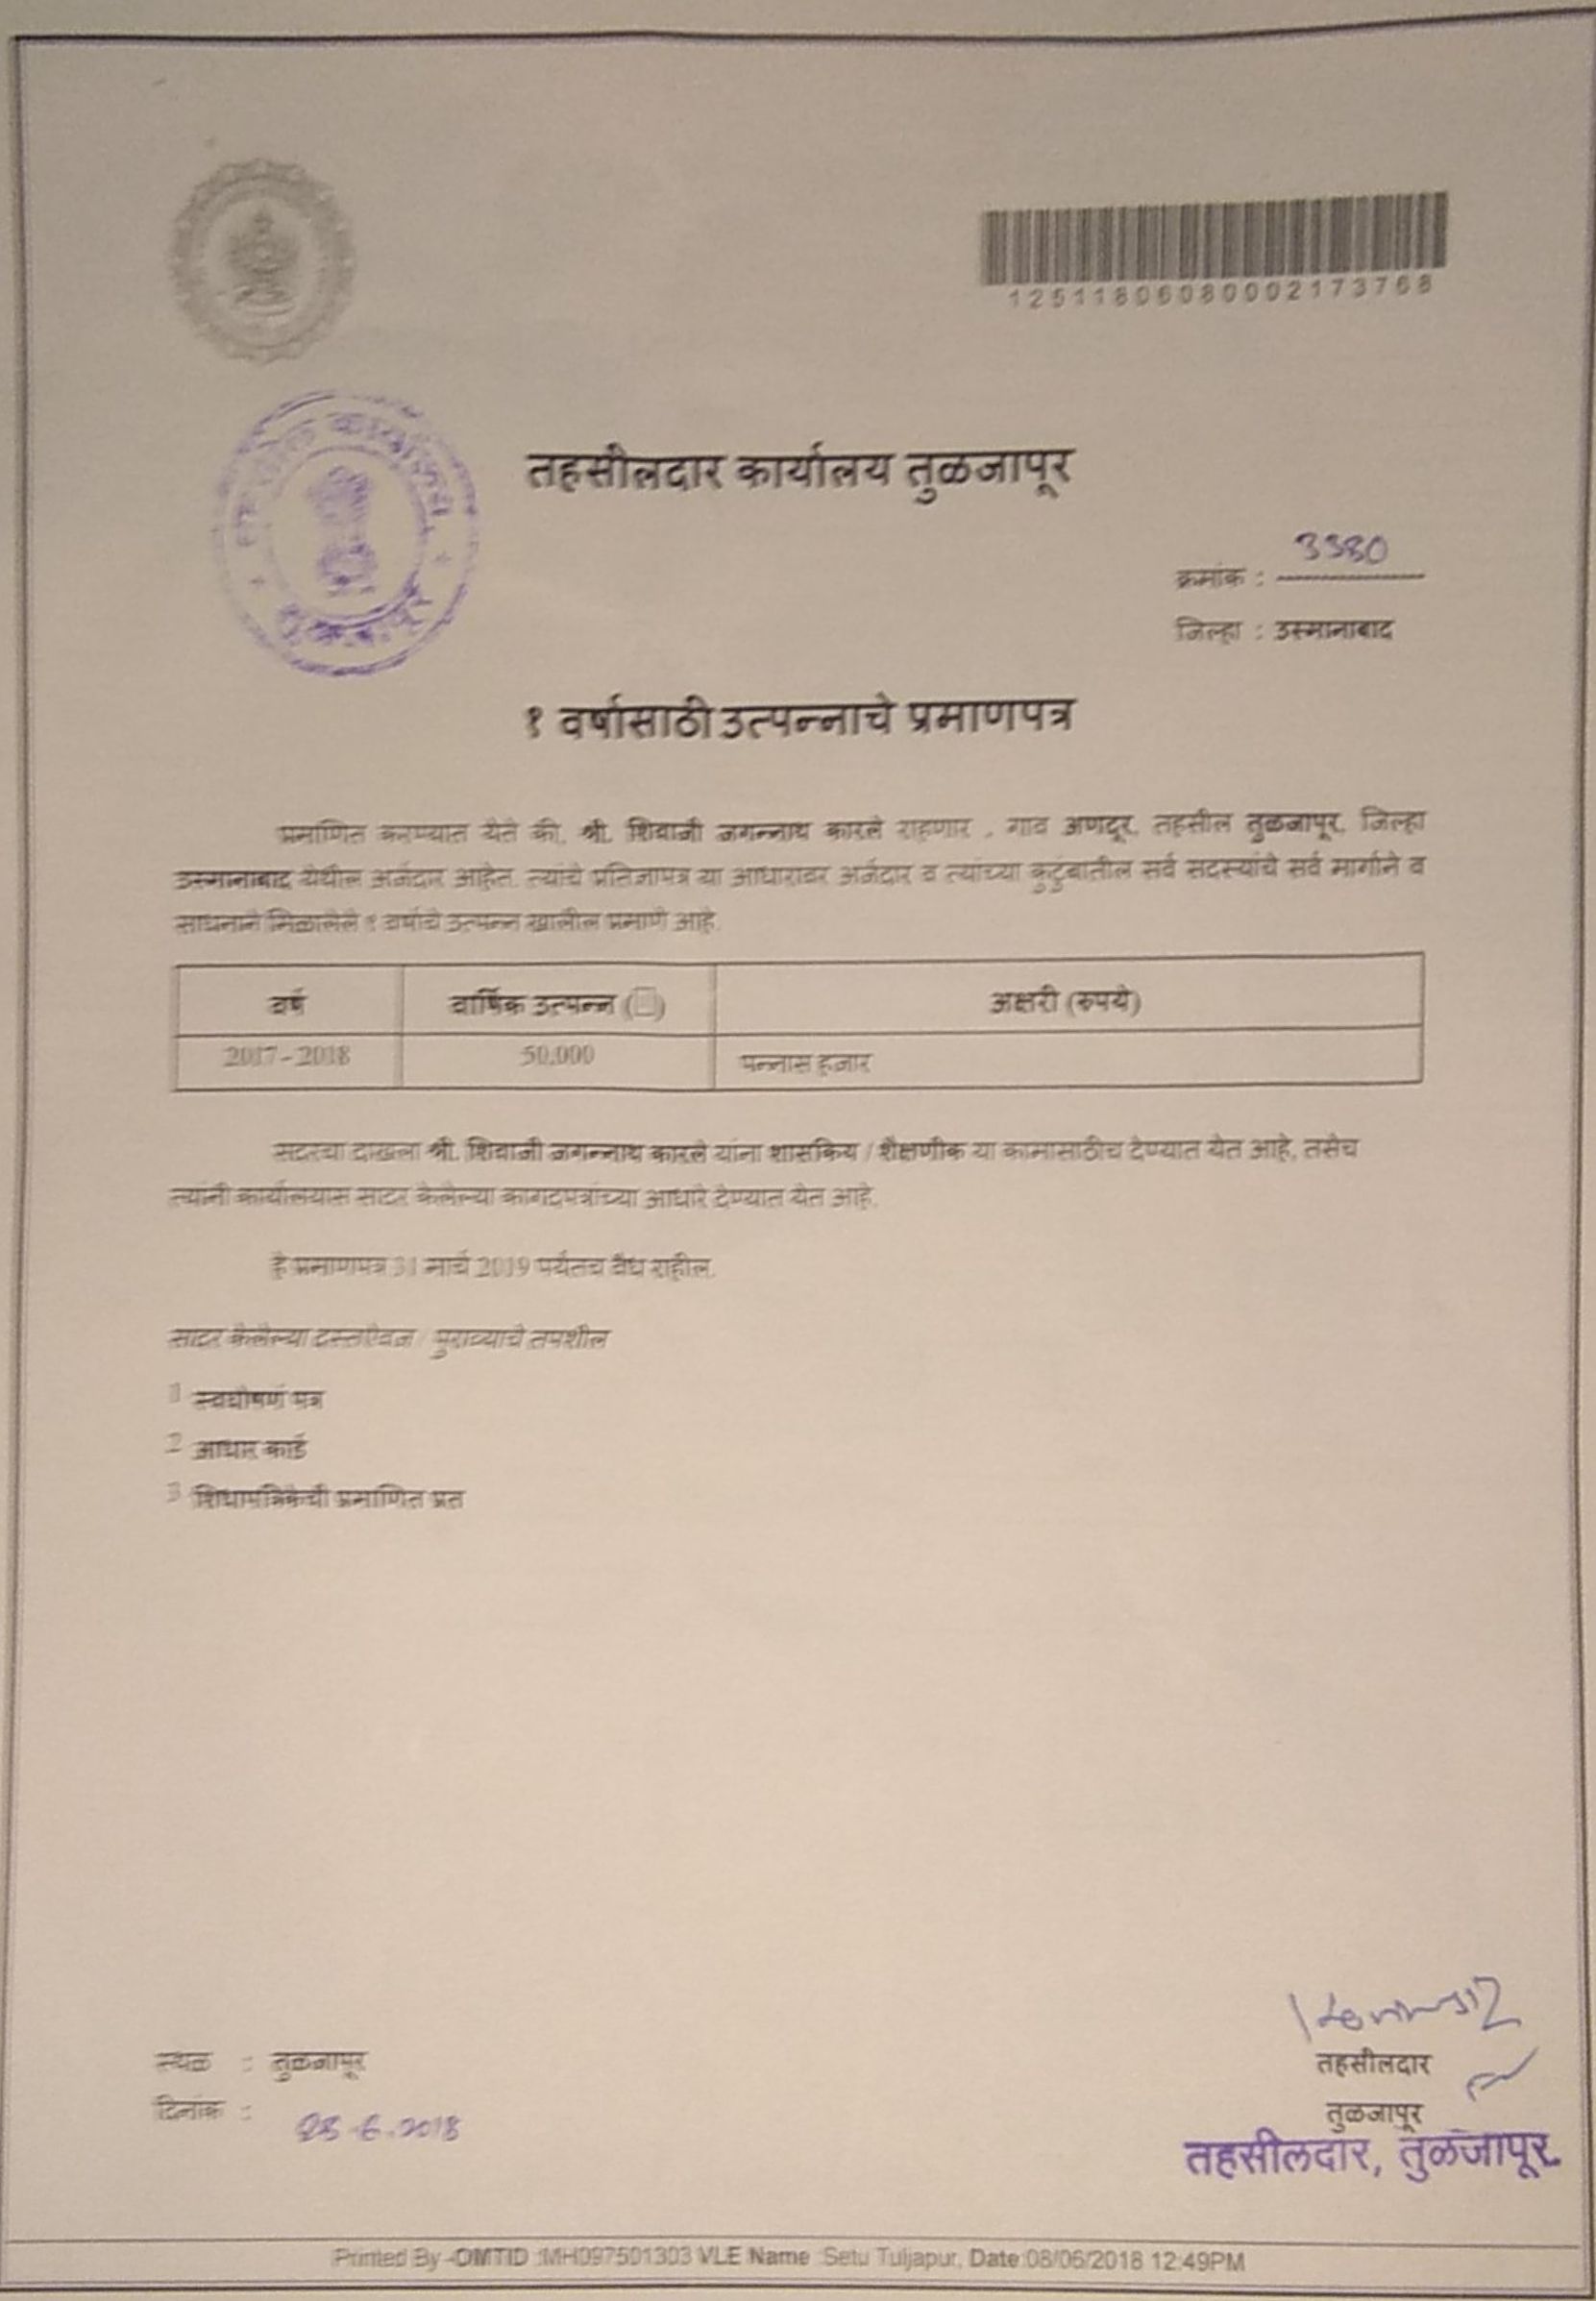 12511806080002173768
तहसीलदार कार्यालय तुळजापूर
क्रमांक : 3380
जिल्हा : उस्मानाबाद
१ वर्षासाठी उत्पन्नाचे प्रमाणपत्र
प्रमाणित करण्यात येते की, श्री. शिवाजी जगन्नाथ कारले राहणार , गाव अणदूर, तहसील तुळजापूर, जिल्हा
उस्मानाबाद येथील अर्जदार आहेत. त्यांचे प्रतिज्ञापत्र या आधारावर अर्जदार व त्यांच्या कुटुंबातील सर्व सदस्यांचे सर्व मार्गाने व
साधनाने मिळालेले १ वर्षाचे उत्पन्न खालील प्रमाणे आहे.
वर्ष वार्षिक उत्पन्न (▯) अक्षरी (रुपये)
2017-2018 50,000 पन्नास हजार
सदरचा दाखला श्री. शिवाजी जगन्नाथ कारले यांना शासकिय / शैक्षणीक या कामासाठीच देण्यात येत आहे, तसेच
त्यांनी कार्यालयास सादर केलेल्या कागदपत्रांच्या आधारे देण्यात येत आहे.
हे प्रमाणपत्र 31 मार्च 2019 पर्यंतच वैध राहील.
सादर केलेल्या दस्तऐवज / पुराव्याचे तपशील
1 स्वघोषणा पत्र
2 आधार कार्ड
3 शिधापत्रिकेची प्रमाणित प्रत
स्थळ : तुळजापूर
दिनांक : 28-6-2018
तहसीलदार
तुळजापूर
तहसीलदार, तुळजापूर.
Printed By -OMTID :MH097501303 VLE Name :Setu Tuljapur, Date:08/06/2018 12:49PM